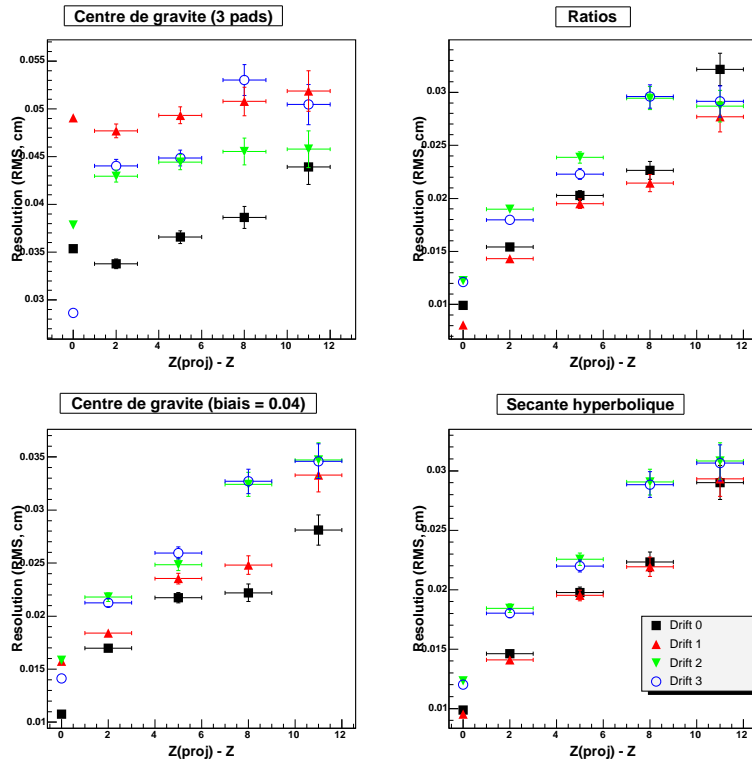 Centre de gravite (3 pads)
Resolution (RMS, cm)
0.055
0.05
0.045
0.04
0.035
0.03
0 2 4 6 8 10 12
Z(proj) - Z
Ratios
Resolution (RMS, cm)
0.03
0.025
0.02
0.015
0.01
0 2 4 6 8 10 12
Z(proj) - Z
Centre de gravite (biais = 0.04)
Resolution (RMS, cm)
0.035
0.03
0.025
0.02
0.015
0.01
0 2 4 6 8 10 12
Z(proj) - Z
Secante hyperbolique
Resolution (RMS, cm)
0.03
0.025
0.02
0.015
0.01
0 2 4 6 8 10 12
Z(proj) - Z
Drift 0
Drift 1
Drift 2
Drift 3